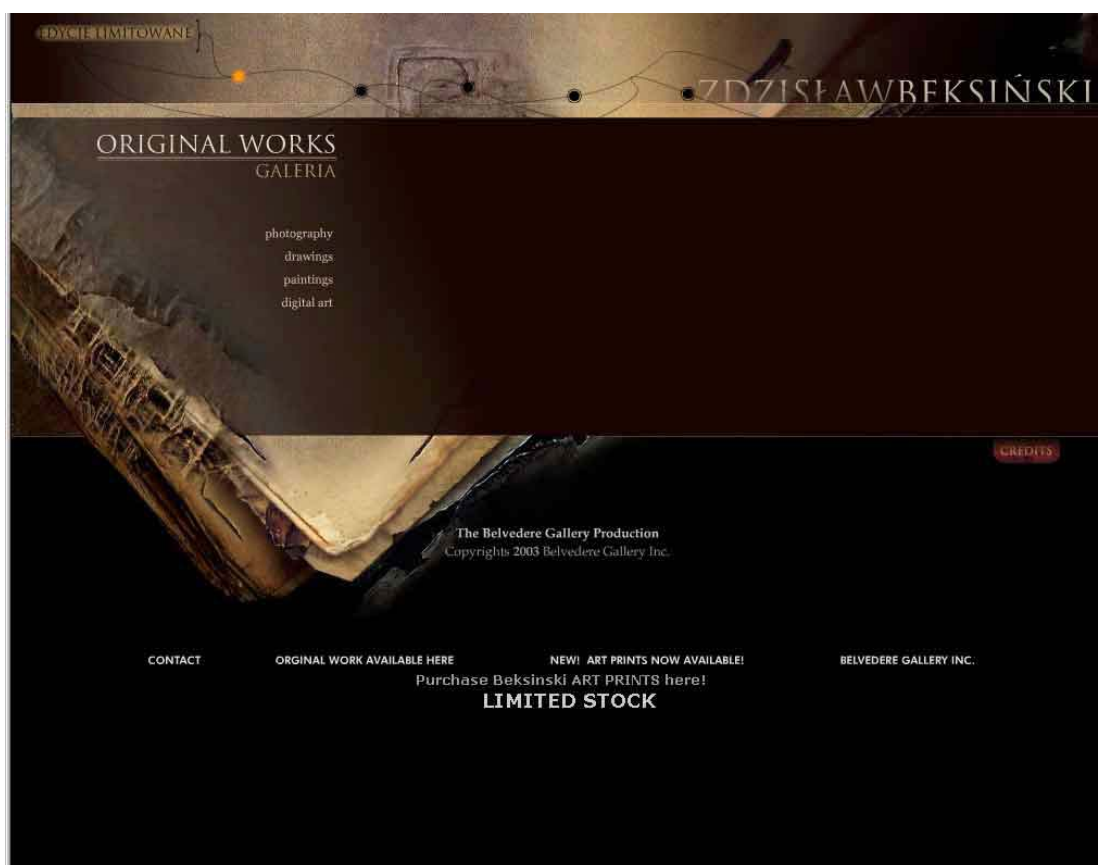 EDYCJE LIMITOWANE
ZDZISŁAWBEKSIŃSKI
ORIGINAL WORKS
GALERIA
photography
drawings
paintings
digital art
CREDITS
The Belvedere Gallery Production
Copyrights 2003 Belvedere Gallery Inc.
CONTACT ORGINAL WORK AVAILABLE HERE NEW! ART PRINTS NOW AVAILABLE! BELVEDERE GALLERY INC.
Purchase Beksinski ART PRINTS here!
LIMITED STOCK